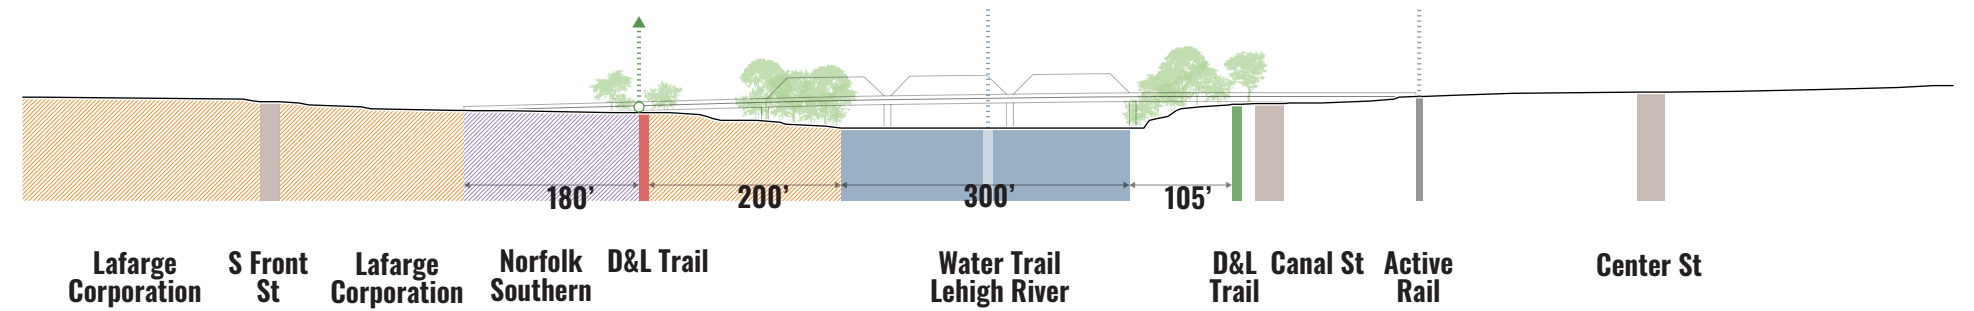 180’
200’
300’
105’
Lafarge
Corporation
S Front
St
Lafarge
Corporation
Norfolk
Southern
D&L Trail
Water Trail
Lehigh River
D&L
Trail
Canal St
Active
Rail
Center St